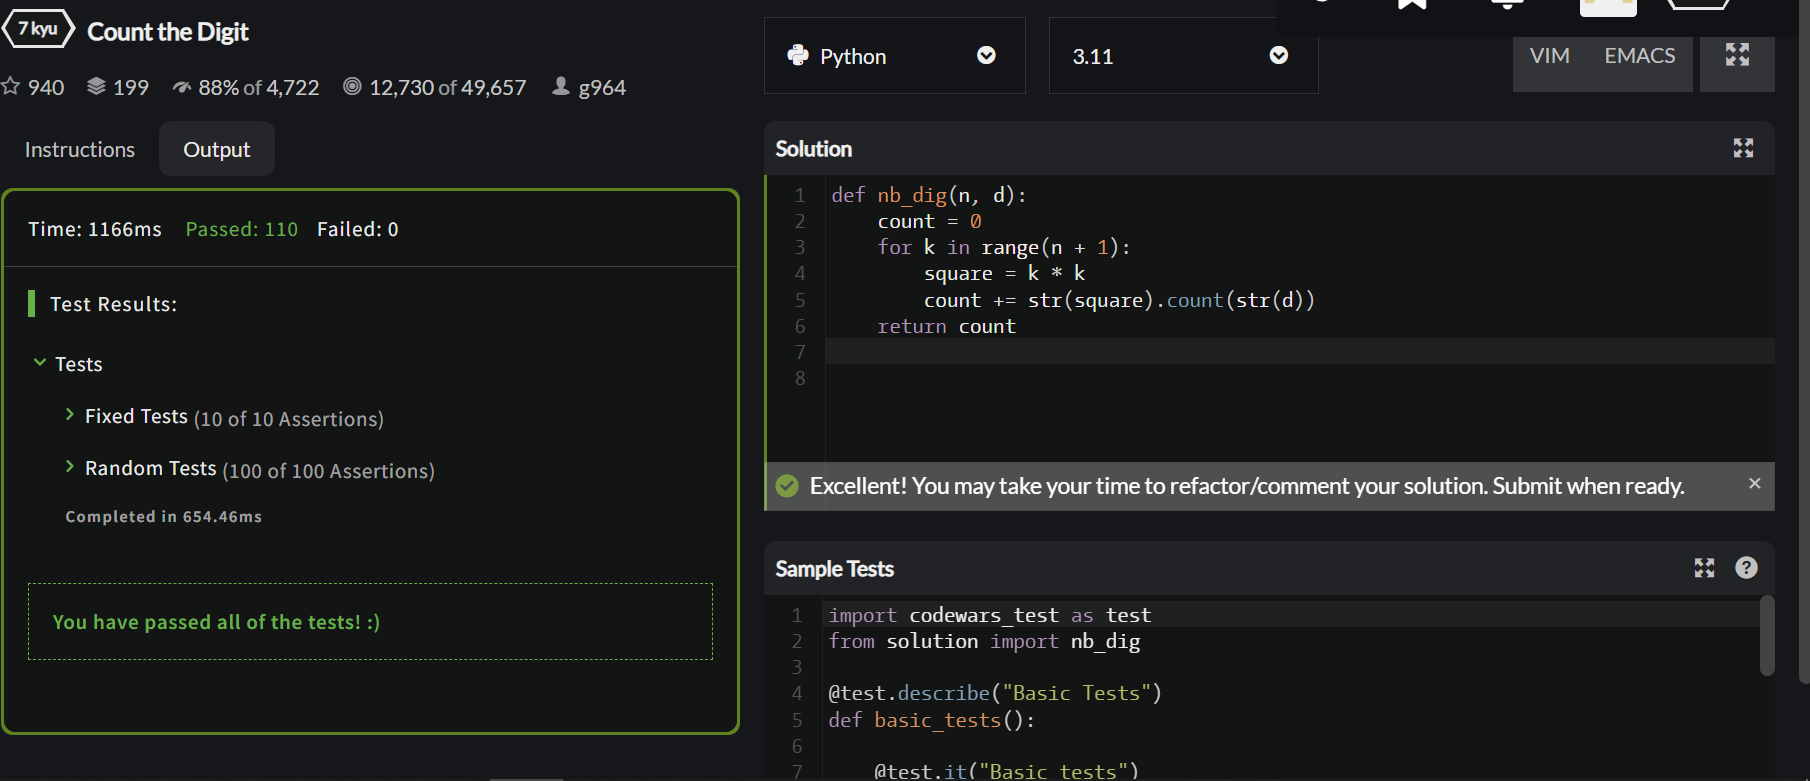 7 kyu Count the Digit
940 199 88% of 4,722 12,730 of 49,657 g964
Instructions Output
Time: 1166ms Passed: 110 Failed: 0
Test Results:
Tests
Fixed Tests (10 of 10 Assertions)
Random Tests (100 of 100 Assertions)
Completed in 654.46ms
You have passed all of the tests! :)
Python 3.11 VIM EMACS
Solution
1 def nb_dig(n, d):
2     count = 0
3     for k in range(n + 1):
4         square = k * k
5         count += str(square).count(str(d))
6     return count
7
8
Excellent! You may take your time to refactor/comment your solution. Submit when ready. ×
Sample Tests ?
1 import codewars_test as test
2 from solution import nb_dig
3
4 @test.describe("Basic Tests")
5 def basic_tests():
6
7     @test.it("Basic tests")